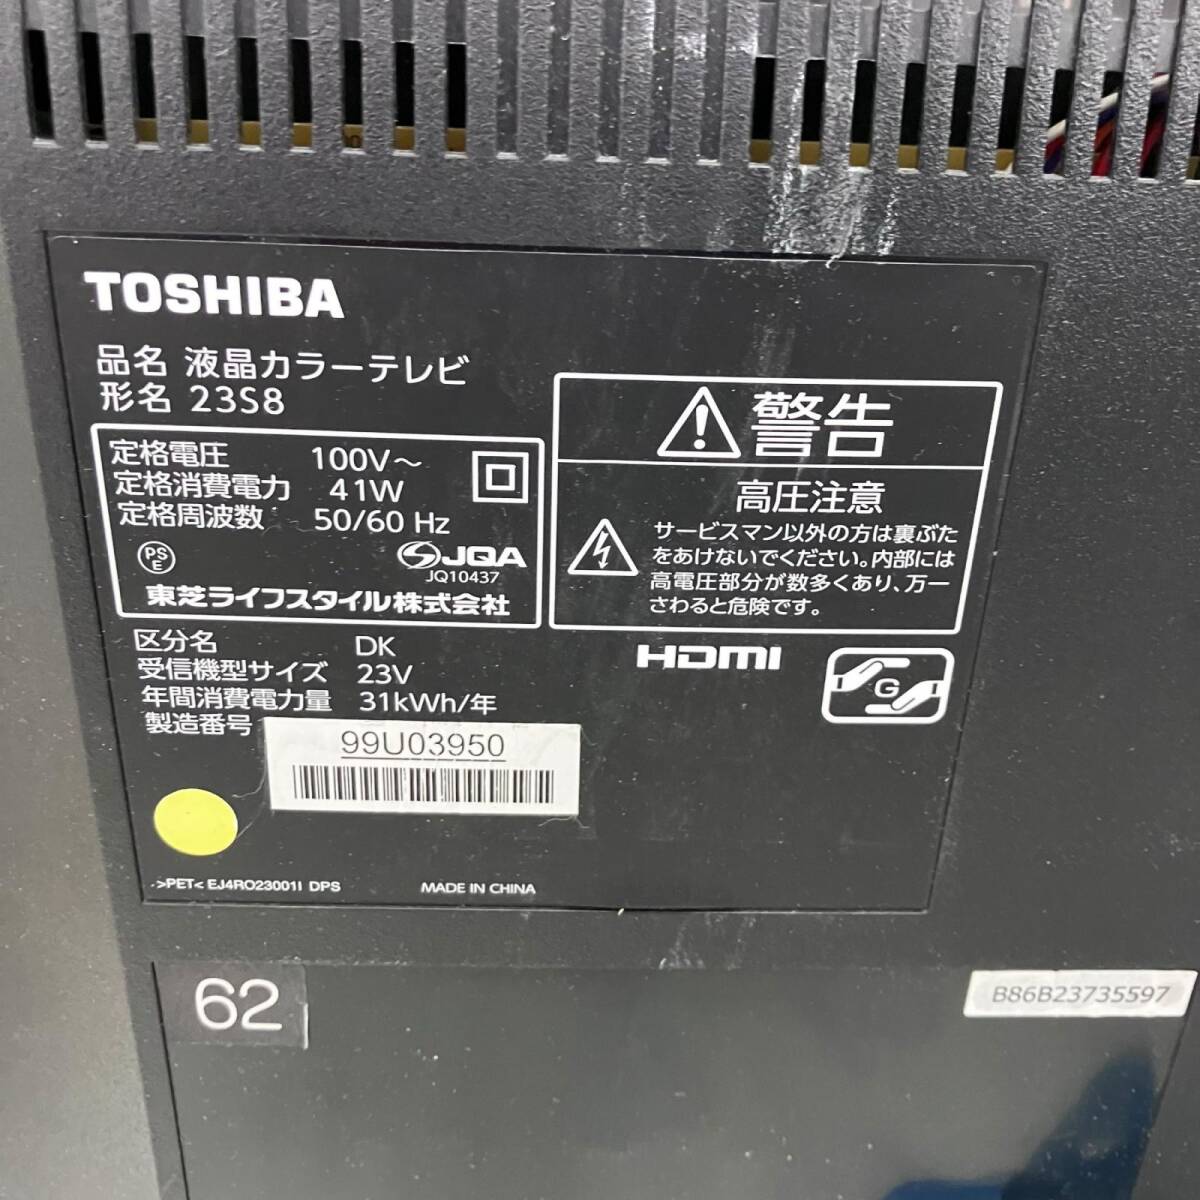 TOSHIBA
品名 液晶カラーテレビ
形名 23S8
定格電圧 100V～
定格消費電力 41W
定格周波数 50/60 Hz
PS
E
JQA
JQ10437
東芝ライフスタイル株式会社
警告
高圧注意
サービスマン以外の方は裏ぶた
をあけないでください。内部には
高電圧部分が数多くあり、万一
さわると危険です。
区分名 DK
受信機型サイズ 23V
年間消費電力量 31kWh/年
製造番号
99U03950
HDMI
G
>PET< EJ4RO23001I DPS
MADE IN CHINA
62
B86B23735597